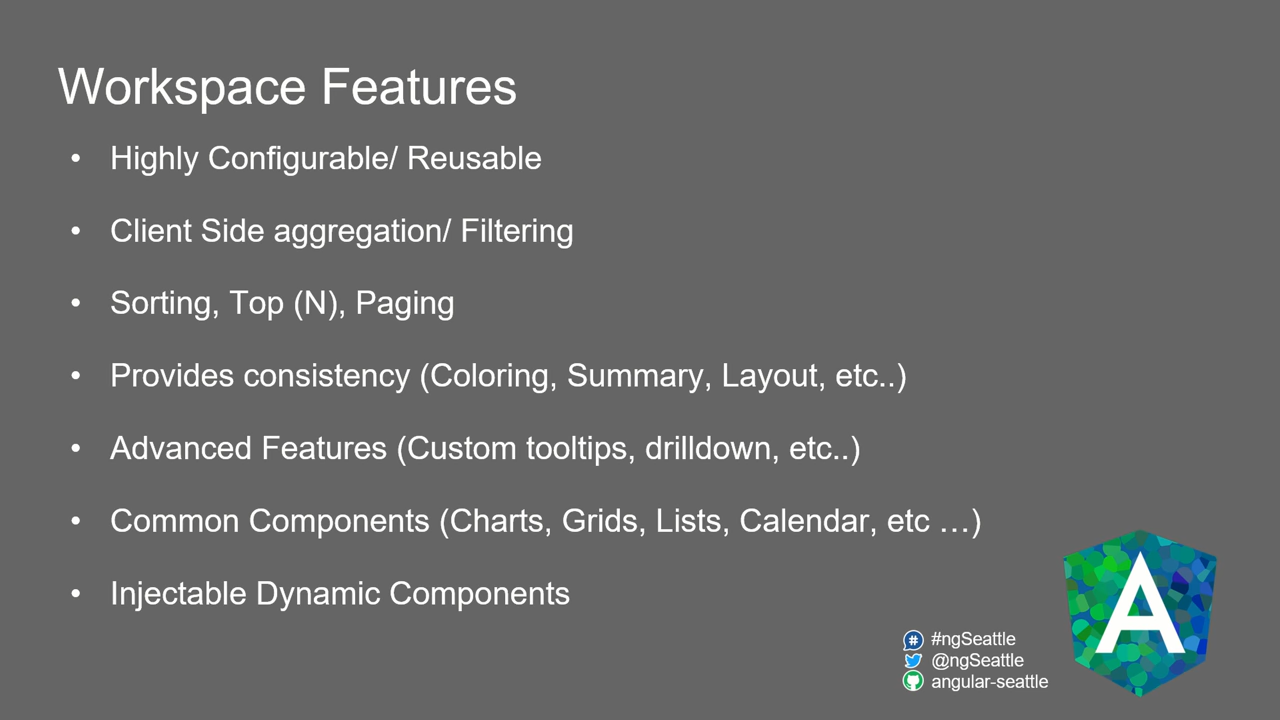 Workspace Features
• Highly Configurable/ Reusable
• Client Side aggregation/ Filtering
• Sorting, Top (N), Paging
• Provides consistency (Coloring, Summary, Layout, etc..)
• Advanced Features (Custom tooltips, drilldown, etc..)
• Common Components (Charts, Grids, Lists, Calendar, etc …)
• Injectable Dynamic Components
# #ngSeattle
@ngSeattle
angular-seattle
A